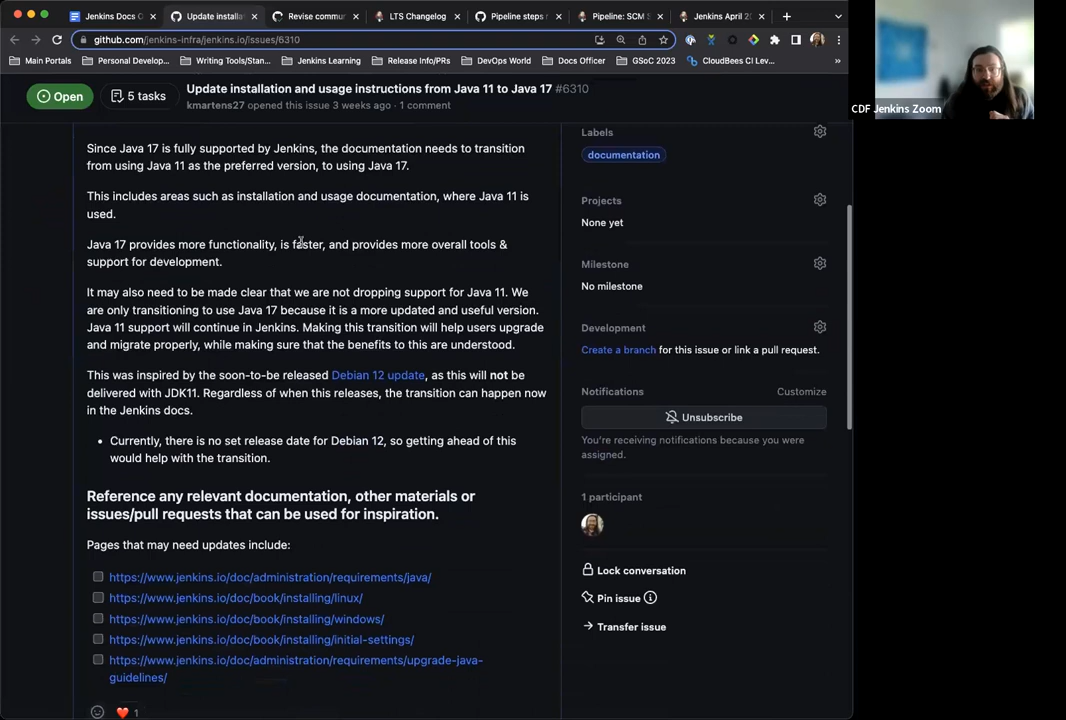 Jenkins Docs O
Update installa
Revise commu
LTS Changelog
Pipeline steps r
Pipeline: SCM S
Jenkins April 20
github.com/jenkins-infra/jenkins.io/issues/6310
Main Portals
Personal Develop...
Writing Tools/Stan...
Jenkins Learning
Release Info/PRs
DevOps World
Docs Officer
GSoC 2023
CloudBees CI Lev...
»
CDF Jenkins Zoom
Open
5 tasks
Update installation and usage instructions from Java 11 to Java 17 #6310
kmartens27 opened this issue 3 weeks ago · 1 comment
Since Java 17 is fully supported by Jenkins, the documentation needs to transition
from using Java 11 as the preferred version, to using Java 17.
This includes areas such as installation and usage documentation, where Java 11 is
used.
Java 17 provides more functionality, is faster, and provides more overall tools &
support for development.
It may also need to be made clear that we are not dropping support for Java 11. We
are only transitioning to use Java 17 because it is a more updated and useful version.
Java 11 support will continue in Jenkins. Making this transition will help users upgrade
and migrate properly, while making sure that the benefits to this are understood.
This was inspired by the soon-to-be released Debian 12 update, as this will not be
delivered with JDK11. Regardless of when this releases, the transition can happen now
in the Jenkins docs.
• Currently, there is no set release date for Debian 12, so getting ahead of this
would help with the transition.
Reference any relevant documentation, other materials or
issues/pull requests that can be used for inspiration.
Pages that may need updates include:
https://www.jenkins.io/doc/administration/requirements/java/
https://www.jenkins.io/doc/book/installing/linux/
https://www.jenkins.io/doc/book/installing/windows/
https://www.jenkins.io/doc/book/installing/initial-settings/
https://www.jenkins.io/doc/administration/requirements/upgrade-java-
guidelines/
1
Labels
documentation
Projects
None yet
Milestone
No milestone
Development
Create a branch for this issue or link a pull request.
Notifications
Customize
Unsubscribe
You're receiving notifications because you were
assigned.
1 participant
Lock conversation
Pin issue
Transfer issue